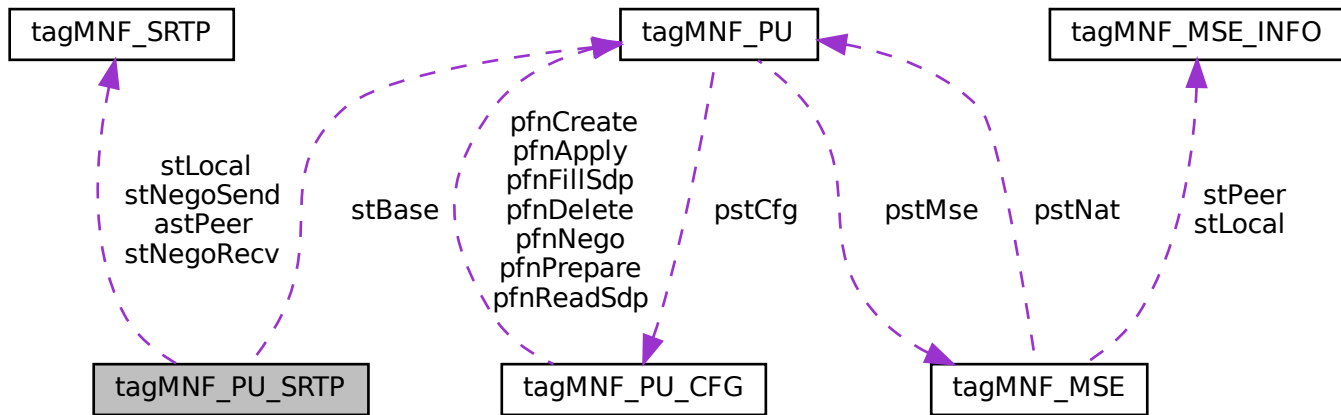 tagMNF_SRTP
tagMNF_PU
tagMNF_MSE_INFO
stLocal
stNegoSend
astPeer
stNegoRecv
stBase
pfnCreate
pfnApply
pfnFillSdp
pfnDelete
pfnNego
pfnPrepare
pfnReadSdp
pstCfg
pstMse
pstNat
stPeer
stLocal
tagMNF_PU_SRTP
tagMNF_PU_CFG
tagMNF_MSE